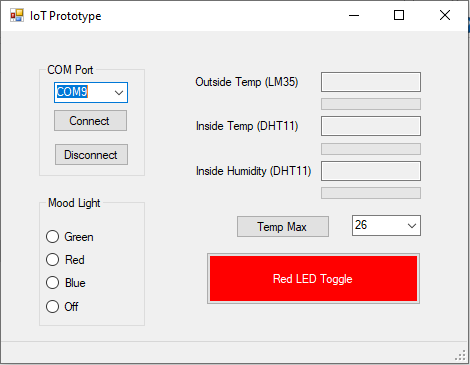 IoT Prototype
COM Port
COM9
Connect
Disconnect
Outside Temp (LM35)
Inside Temp (DHT11)
Inside Humidity (DHT11)
Mood Light
Green
Red
Blue
Off
Temp Max
26
Red LED Toggle